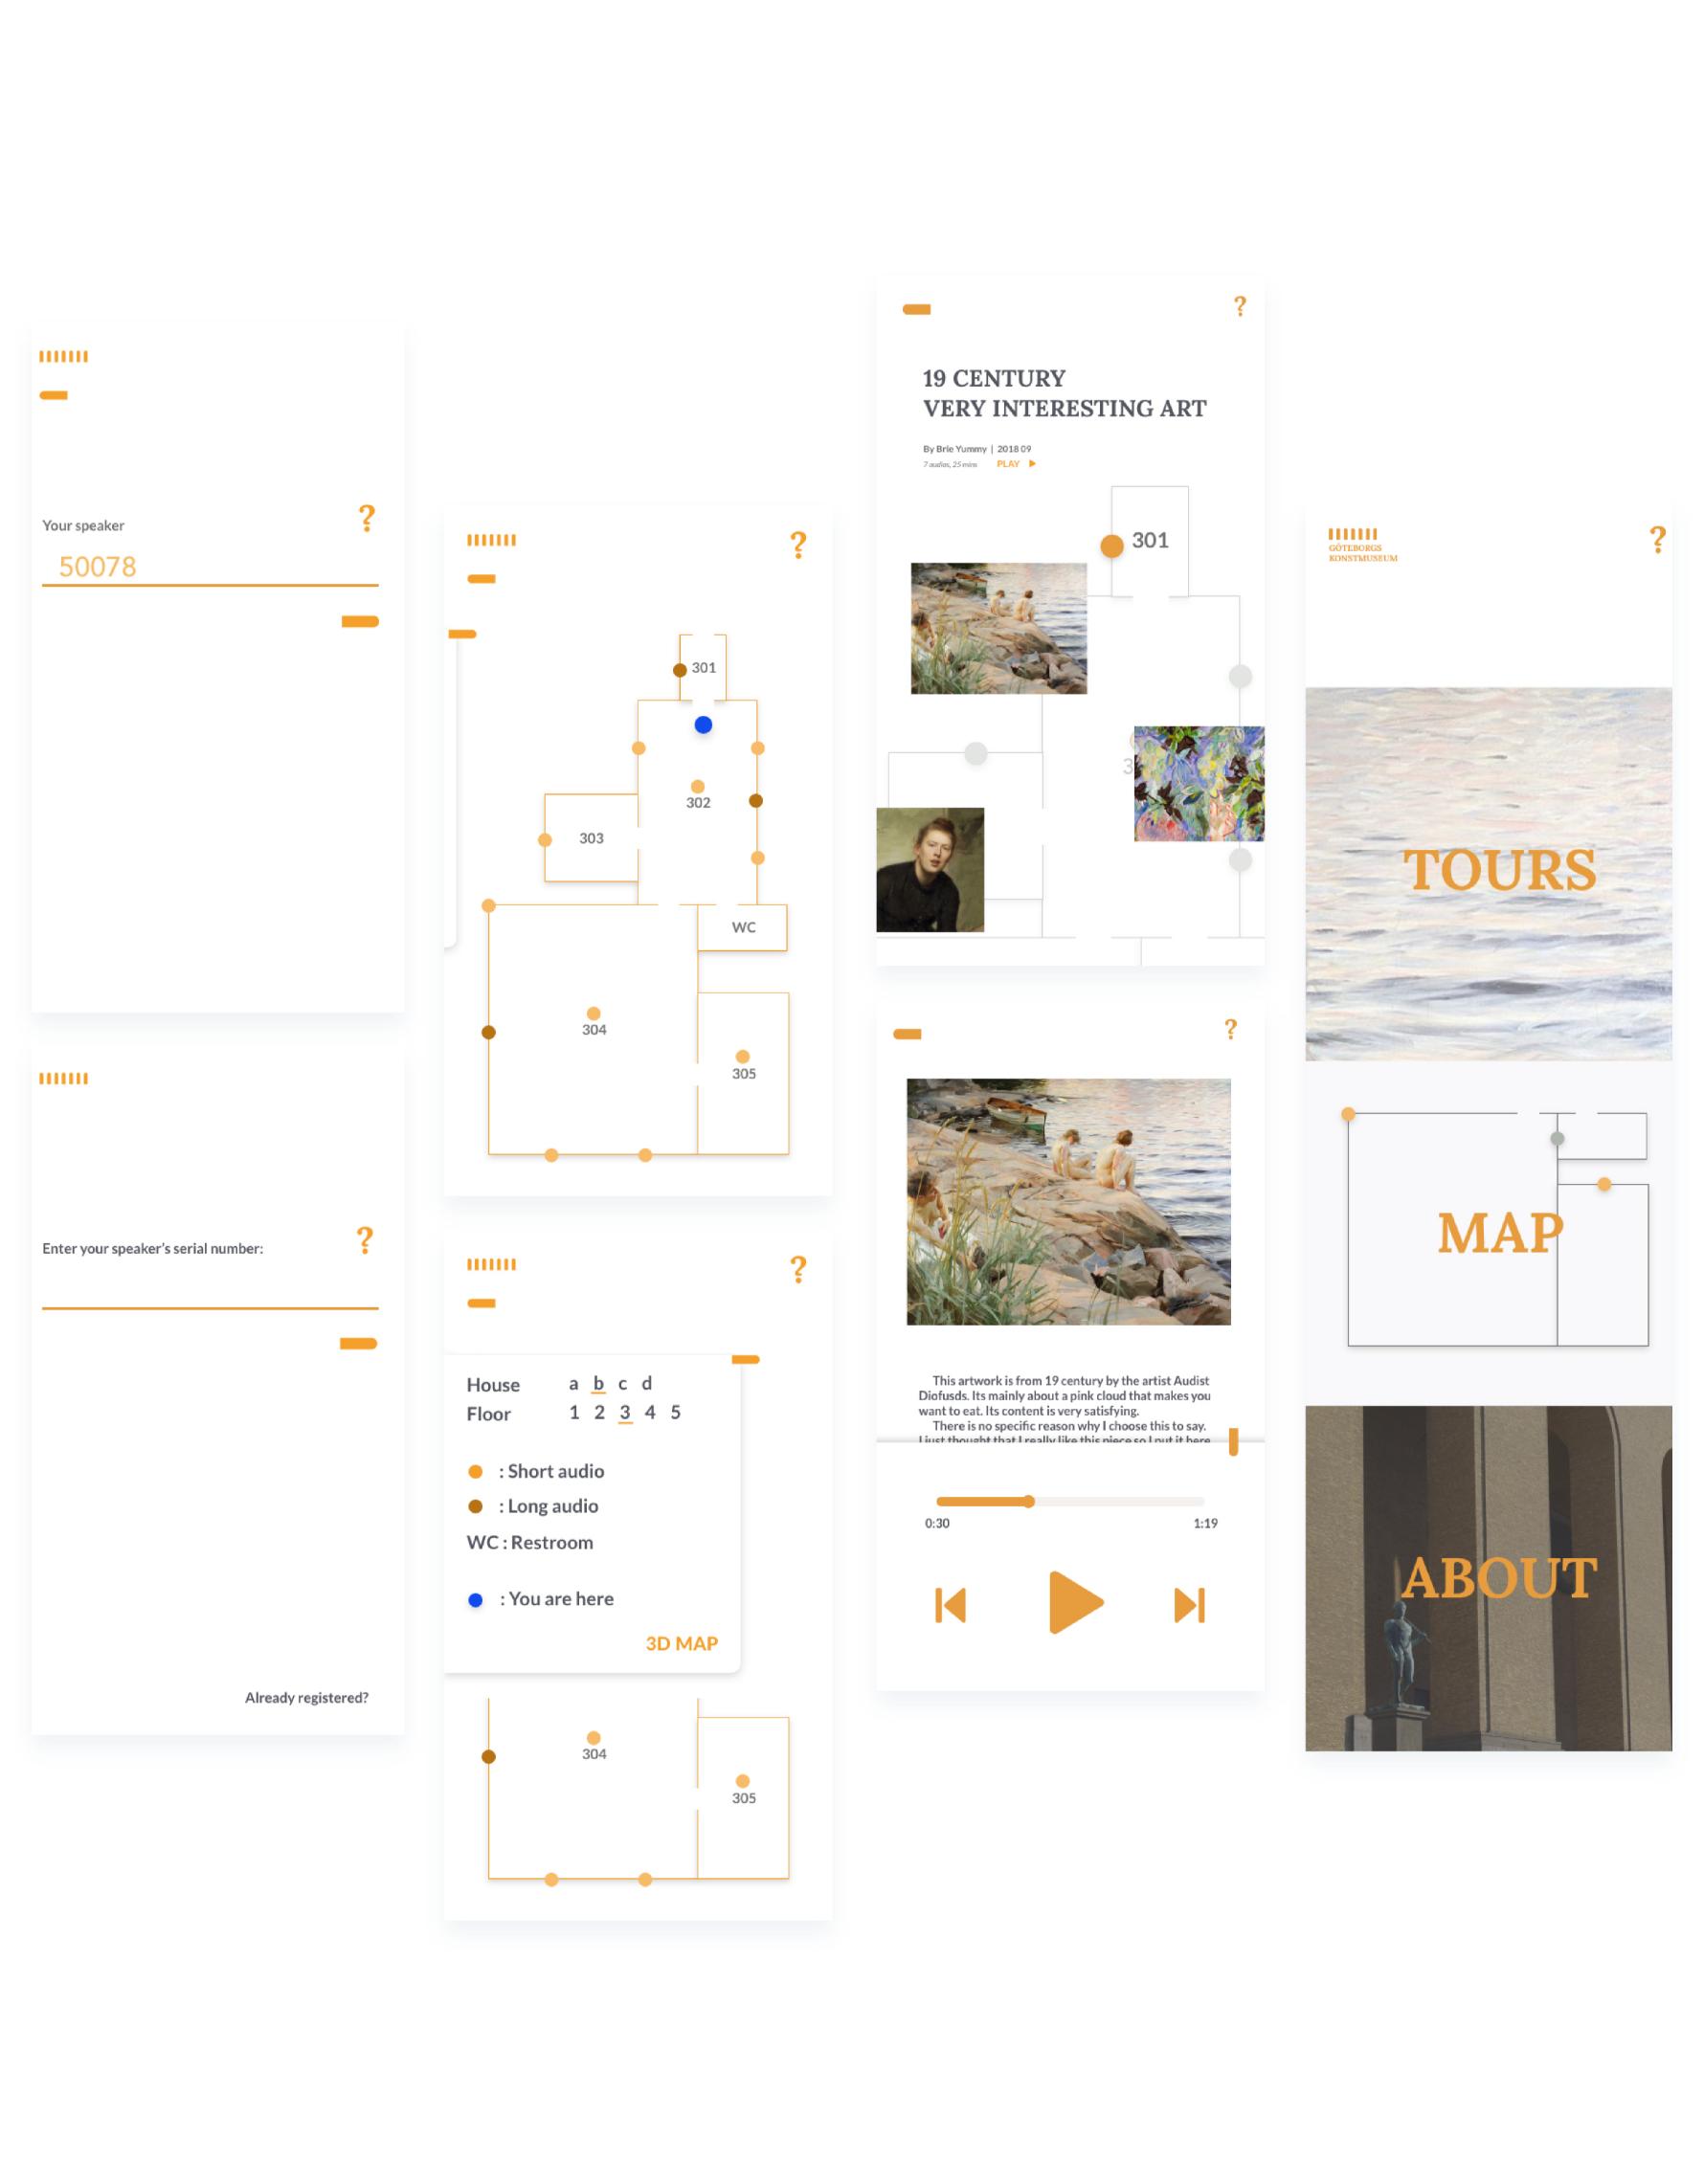 Your speaker
?
50078
Enter your speaker's serial number:
?
Already registered?
?
301
302
303
WC
304
305
?
House a b c d
Floor 1 2 3 4 5
: Short audio
: Long audio
WC : Restroom
: You are here
3D MAP
304
305
?
19 CENTURY
VERY INTERESTING ART
By Brie Yummy | 2018 09
7 audios, 25 mins PLAY
301
3
?
This artwork is from 19 century by the artist Audist
Diofusds. Its mainly about a pink cloud that makes you
want to eat. Its content is very satisfying.
There is no specific reason why I choose this to say.
I just thought that I really like this piece so I put it here
0:30 1:19
GÖTEBORGS
KONSTMUSEUM
?
TOURS
MAP
ABOUT